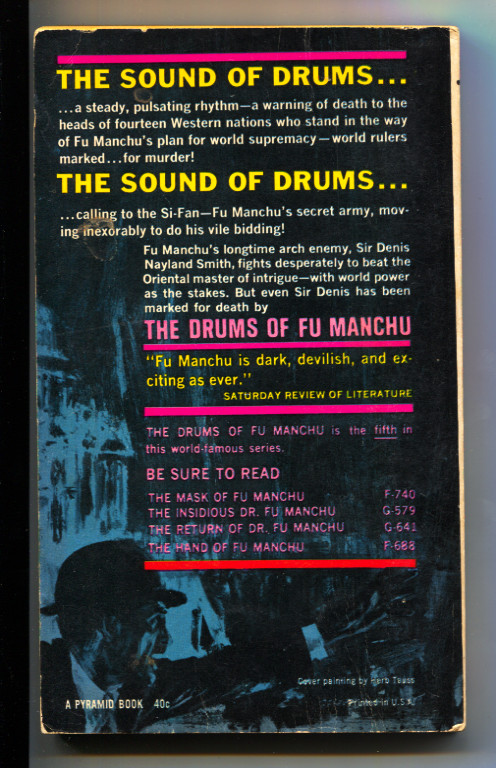 THE SOUND OF DRUMS...
...a steady, pulsating rhythm—a warning of death to the
heads of fourteen Western nations who stand in the way
of Fu Manchu's plan for world supremacy—world rulers
marked...for murder!
THE SOUND OF DRUMS...
...calling to the Si-Fan—Fu Manchu's secret army, mov-
ing inexorably to do his vile bidding!
Fu Manchu's longtime arch enemy, Sir Denis
Nayland Smith, fights desperately to beat the
Oriental master of intrigue—with world power
as the stakes. But even Sir Denis has been
marked for death by
THE DRUMS OF FU MANCHU
"Fu Manchu is dark, devilish, and ex-
citing as ever."
SATURDAY REVIEW OF LITERATURE
THE DRUMS OF FU MANCHU is the fifth in
this world-famous series.
BE SURE TO READ
THE MASK OF FU MANCHU F-740
THE INSIDIOUS DR. FU MANCHU G-579
THE RETURN OF DR. FU MANCHU G-641
THE HAND OF FU MANCHU F-688
Cover painting by Herb Tauss
A PYRAMID BOOK 40c
Printed in U.S.A.